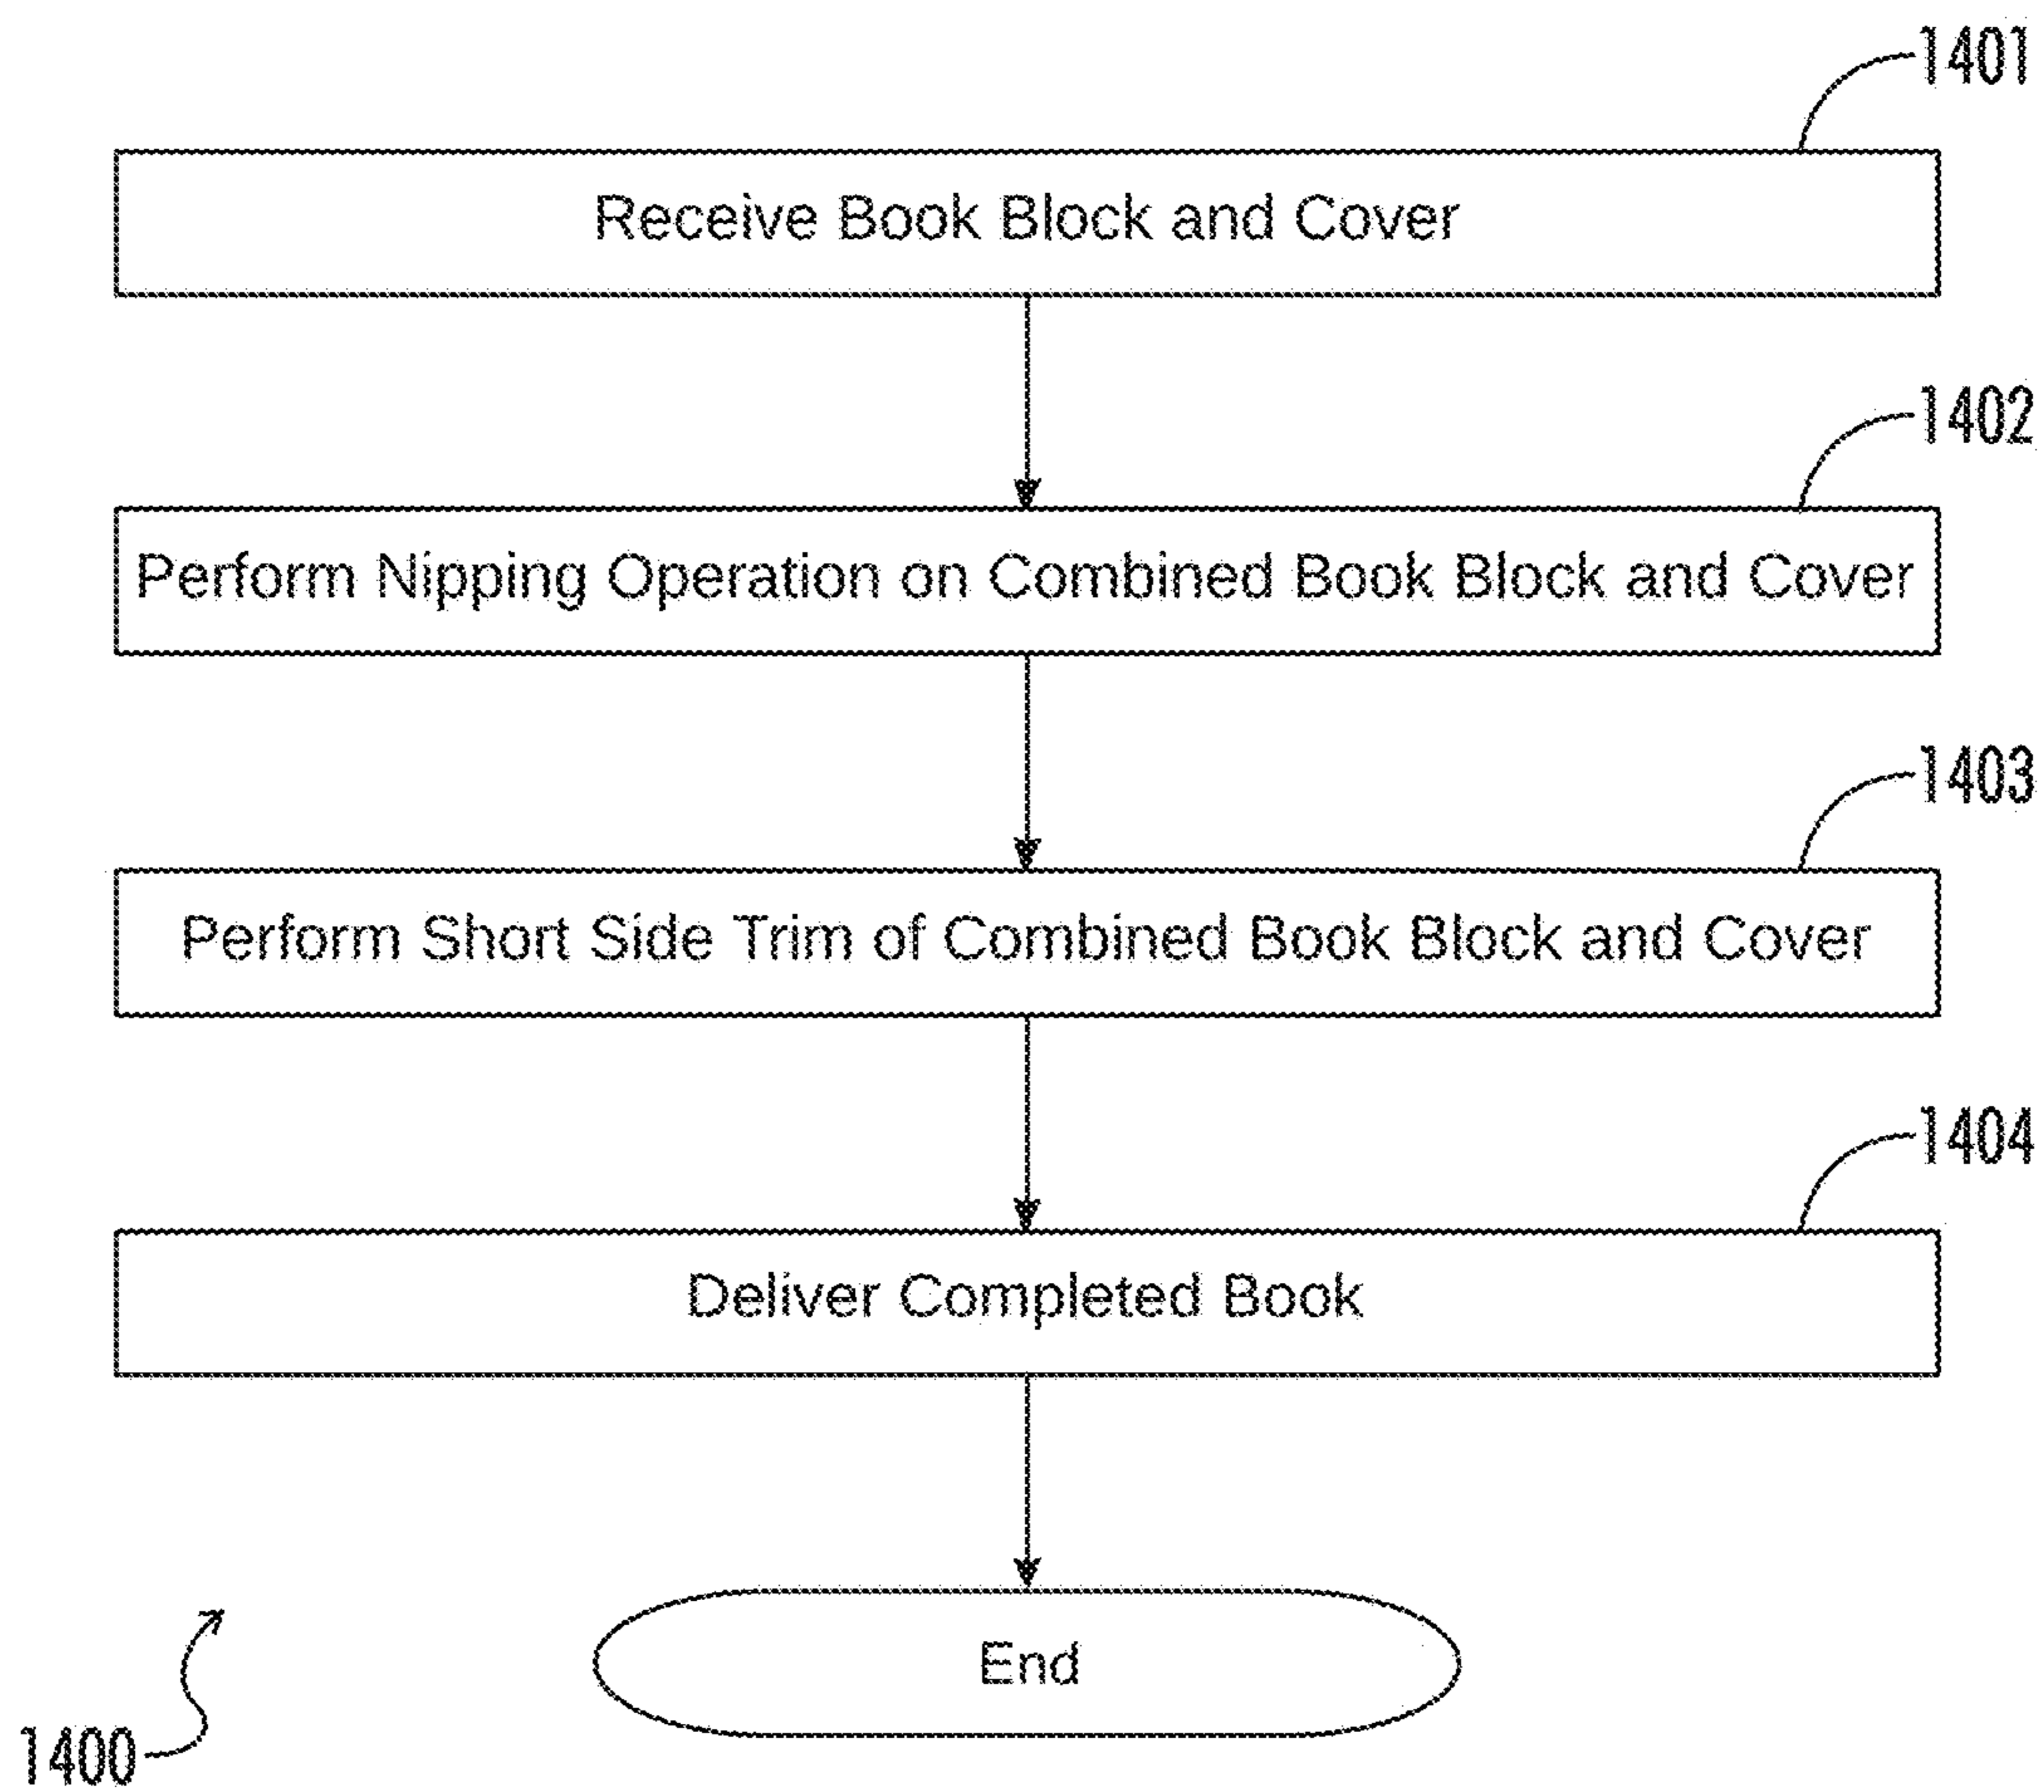 1401
Receive Book Block and Cover
1402
Perform Nipping Operation on Combined Book Block and Cover
1403
Perform Short Side Trim of Combined Book Block and Cover
1404
Deliver Completed Book
End
1400